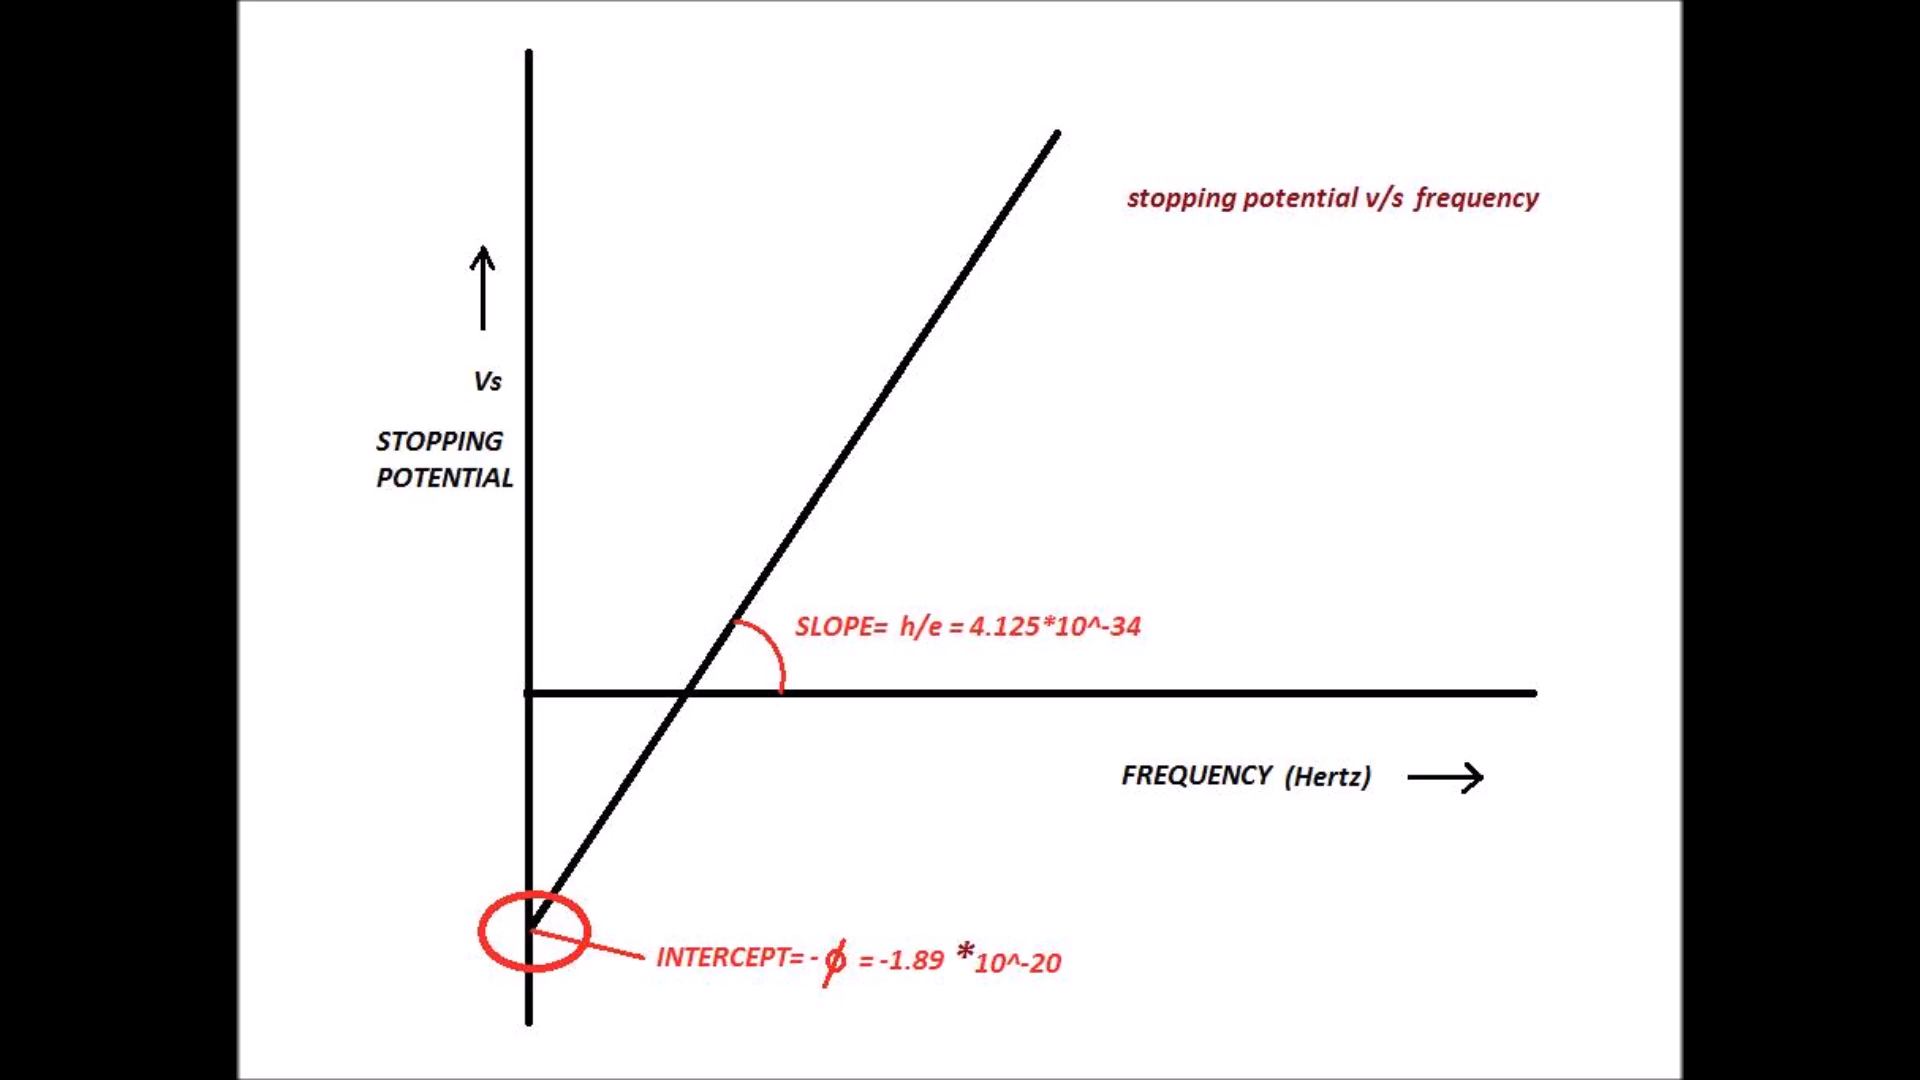 stopping potential v/s frequency
Vs
STOPPING
POTENTIAL
SLOPE= h/e = 4.125*10^-34
FREQUENCY (Hertz)
INTERCEPT= - ϕ = -1.89 *10^-20